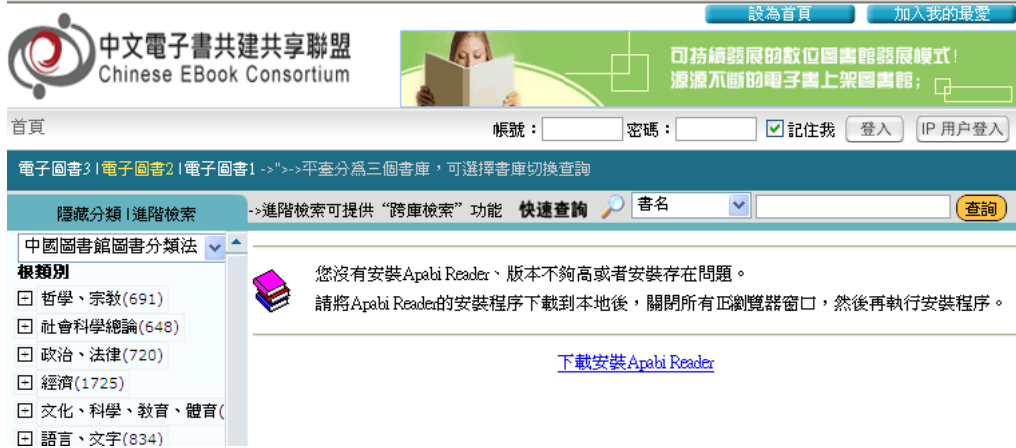 設為首頁 加入我的最愛
中文電子書共建共享聯盟
Chinese EBook Consortium
可持續發展的數位圖書館發展模式!
源源不斷的電子書上架圖書館;
首頁 帳號: 密碼: 記住我 登入 IP 用户登入
電子圖書3 | 電子圖書2 | 電子圖書1 ->">->平臺分爲三個書庫,可選擇書庫切換查詢
隱藏分類 | 進階檢索 ->進階檢索可提供“跨庫檢索”功能 快速查詢 書名 查詢
中國圖書館圖書分類法
根類別
哲學、宗教(691)
社會科學總論(648)
政治、法律(720)
經濟(1725)
文化、科學、教育、體育(
語言、文字(834)
您沒有安裝Apabi Reader、版本不夠高或者安裝存在問題。
請將Apabi Reader的安裝程序下載到本地後,關閉所有IE瀏覽器窗口,然後再執行安裝程序。
下載安裝Apabi Reader